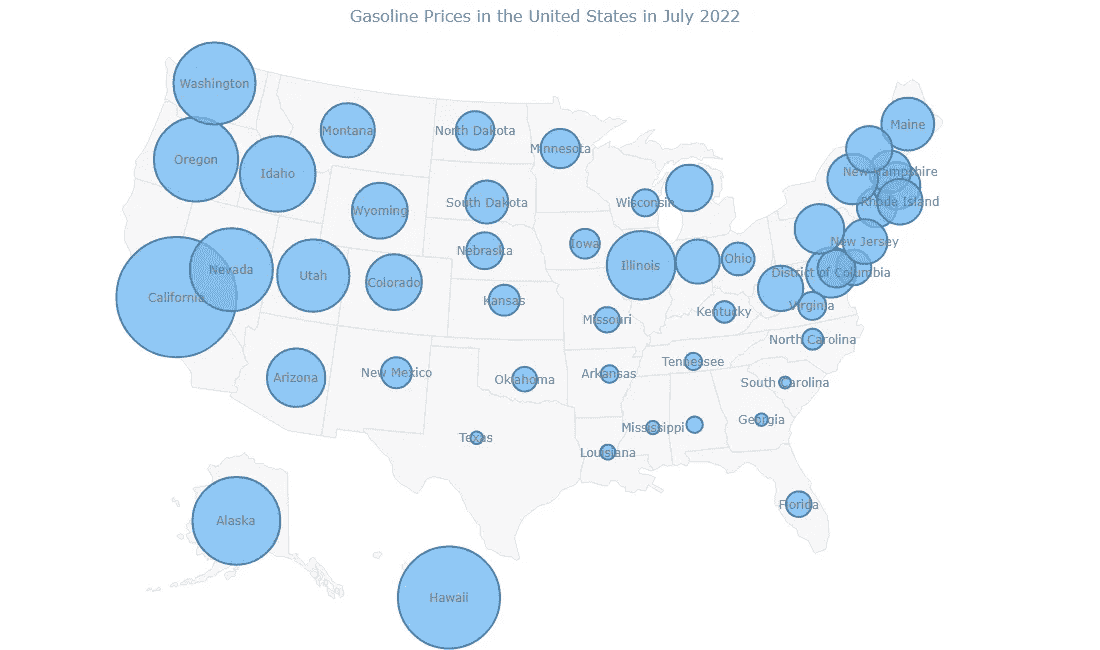 Gasoline Prices in the United States in July 2022
Washington
Maine
Montana
North Dakota
Minnesota
Oregon
Idaho
New Hampshire
Wyoming
South Dakota
Wisconsin
Rhode Island
Nebraska
Iowa
New Jersey
Ohio
Illinois
Nevada
Utah
District of Columbia
Colorado
California
Kansas
Virginia
Kentucky
Missouri
North Carolina
Tennessee
New Mexico
Arkansas
Arizona
Oklahoma
South Carolina
Georgia
Mississippi
Texas
Louisiana
Florida
Alaska
Hawaii